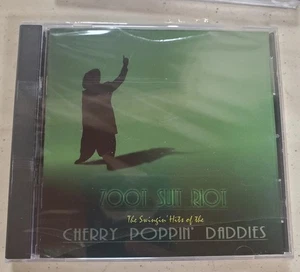 ZOOT SUIT RIOT
The Swingin' Hits of the
CHERRY POPPIN' DADDIES